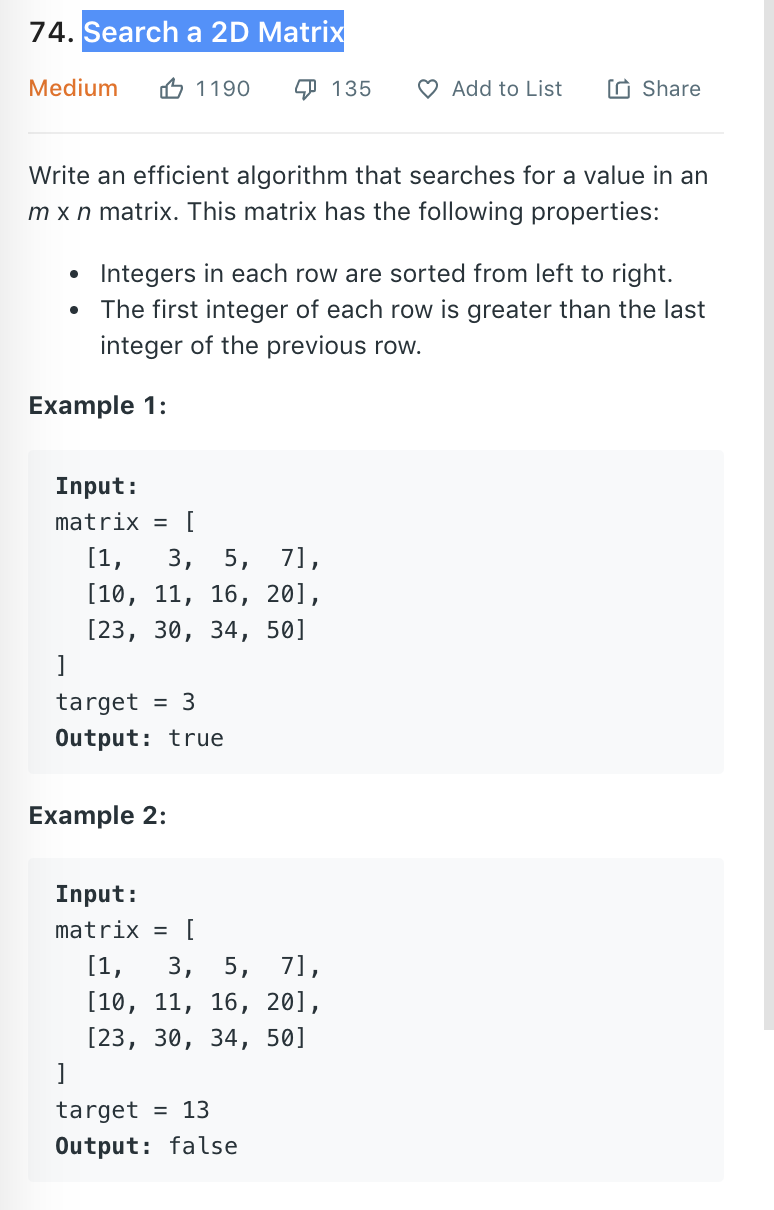 74. Search a 2D Matrix
Medium 1190 135 Add to List Share
Write an efficient algorithm that searches for a value in an
m x n matrix. This matrix has the following properties:
• Integers in each row are sorted from left to right.
• The first integer of each row is greater than the last
integer of the previous row.
Example 1:
Input:
matrix = [
  [1,   3,  5,  7],
  [10, 11, 16, 20],
  [23, 30, 34, 50]
]
target = 3
Output: true
Example 2:
Input:
matrix = [
  [1,   3,  5,  7],
  [10, 11, 16, 20],
  [23, 30, 34, 50]
]
target = 13
Output: false